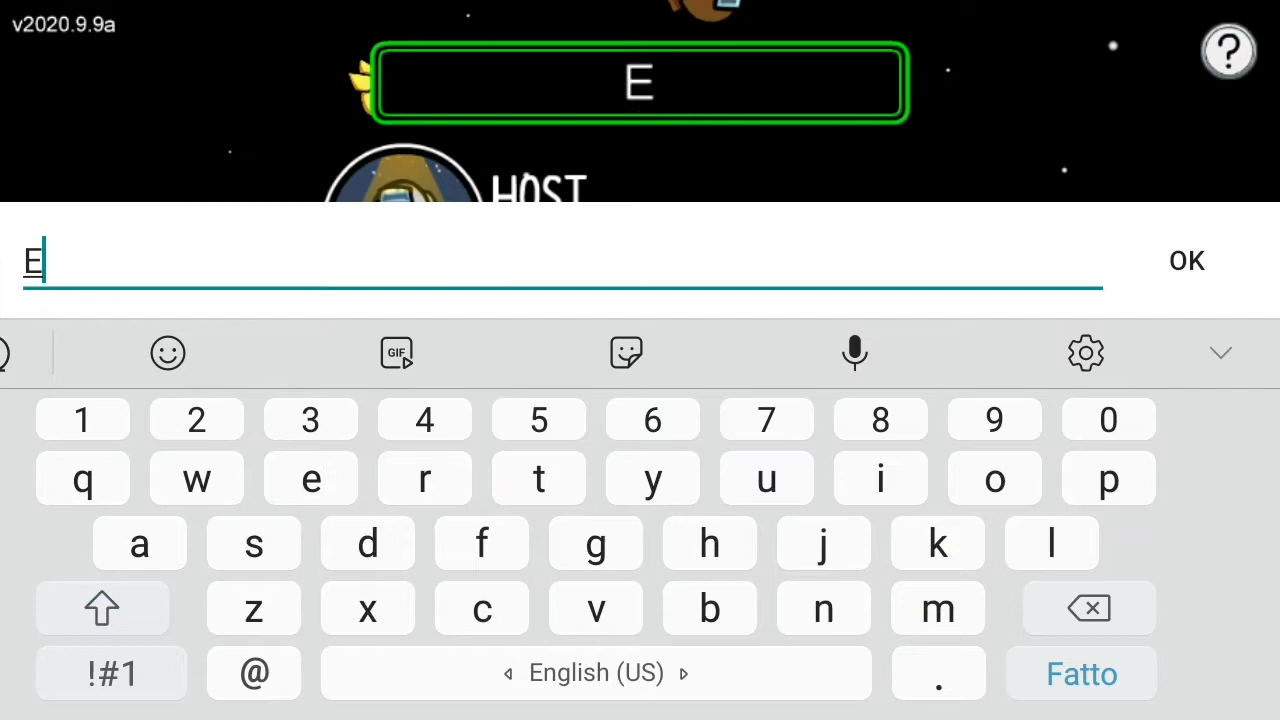 v2020.9.9a
?
E
HOST
E
OK
GIF
1 2 3 4 5 6 7 8 9 0
q w e r t y u i o p
a s d f g h j k l
z x c v b n m
!#1 @ English (US) . Fatto